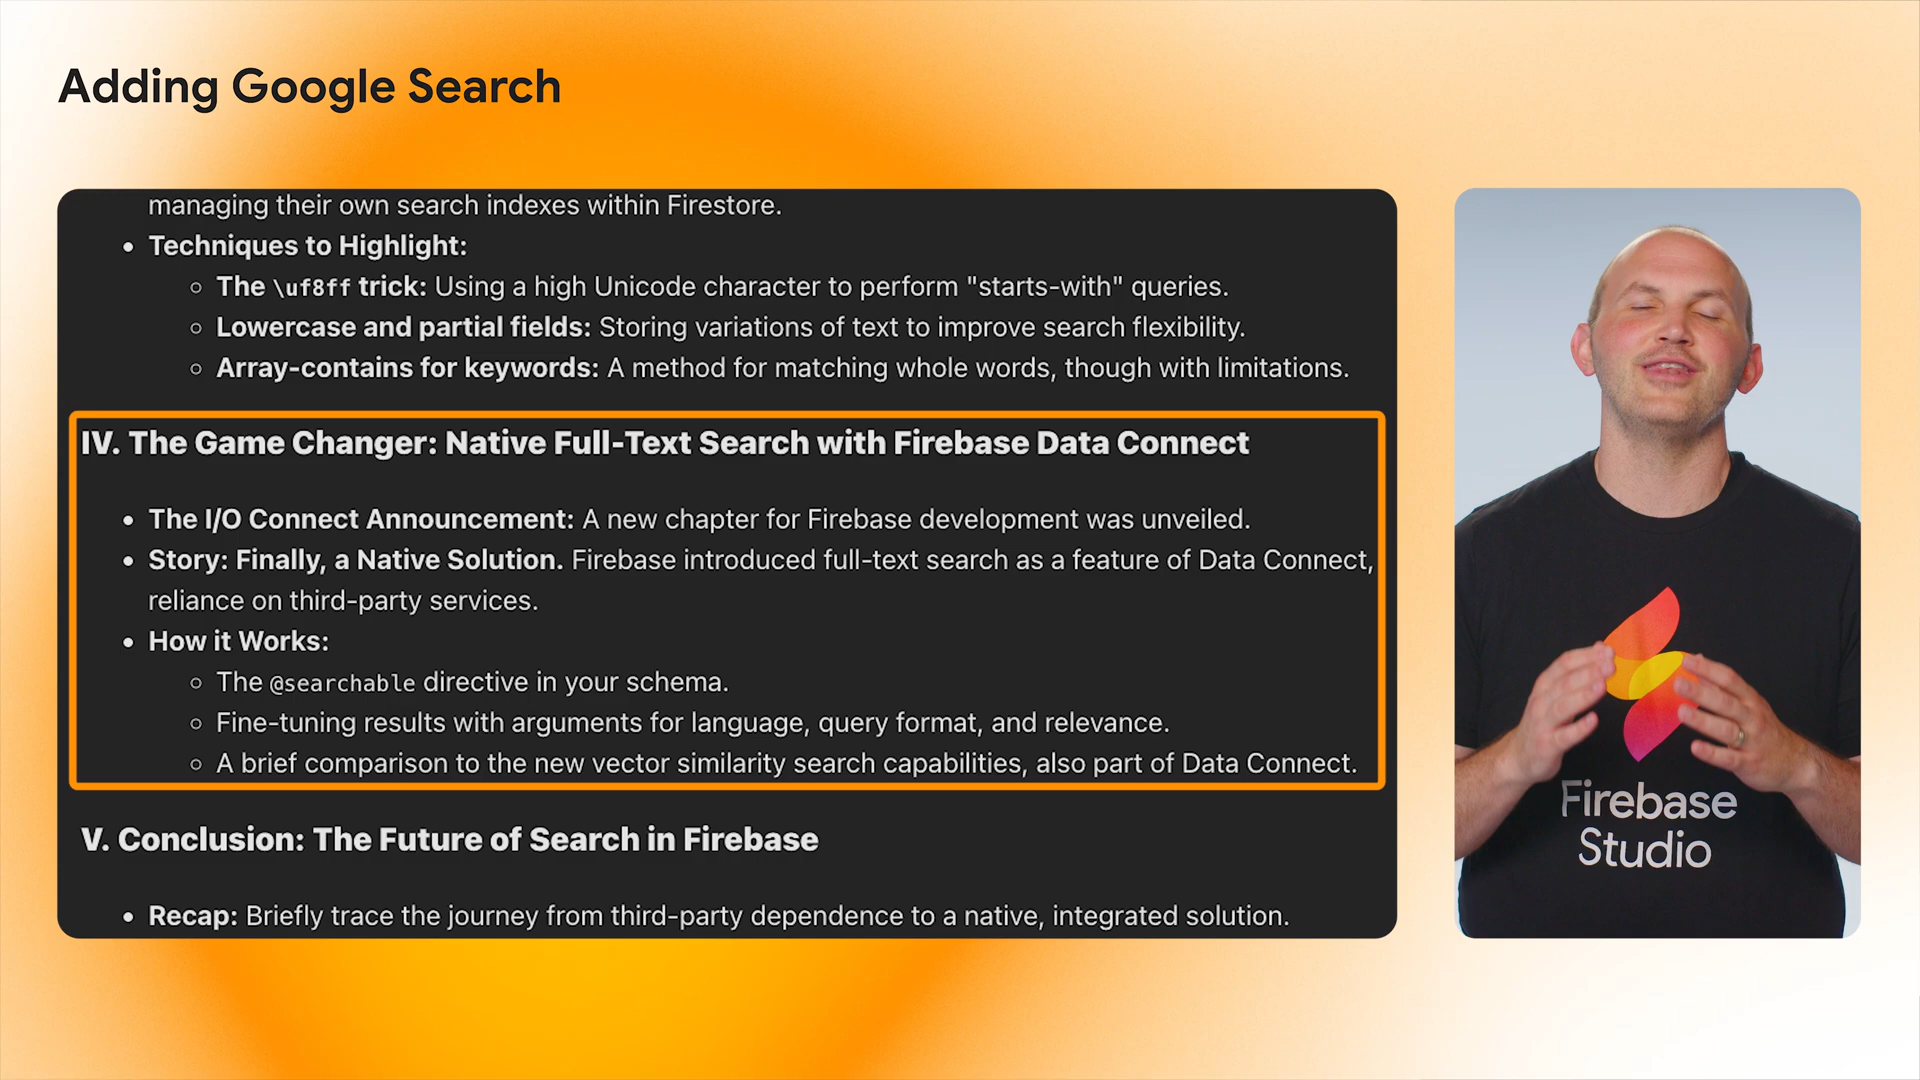 Adding Google Search
managing their own search indexes within Firestore.
• Techniques to Highlight:
○ The \uf8ff trick: Using a high Unicode character to perform "starts-with" queries.
○ Lowercase and partial fields: Storing variations of text to improve search flexibility.
○ Array-contains for keywords: A method for matching whole words, though with limitations.
IV. The Game Changer: Native Full-Text Search with Firebase Data Connect
• The I/O Connect Announcement: A new chapter for Firebase development was unveiled.
• Story: Finally, a Native Solution. Firebase introduced full-text search as a feature of Data Connect,
reliance on third-party services.
• How it Works:
○ The @searchable directive in your schema.
○ Fine-tuning results with arguments for language, query format, and relevance.
○ A brief comparison to the new vector similarity search capabilities, also part of Data Connect.
V. Conclusion: The Future of Search in Firebase
• Recap: Briefly trace the journey from third-party dependence to a native, integrated solution.
Firebase
Studio